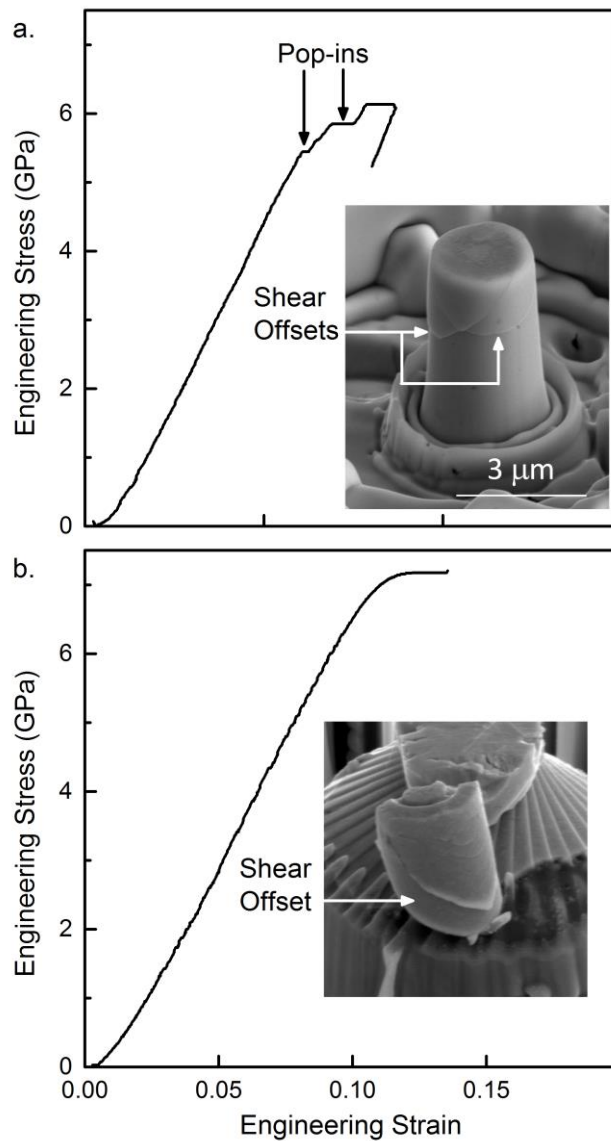 a.
Pop-ins
6
4
2
0
Engineering Stress (GPa)
Shear
Offsets
3 μm
b.
6
4
2
0
Engineering Stress (GPa)
Shear
Offset
0.00 0.05 0.10 0.15
Engineering Strain